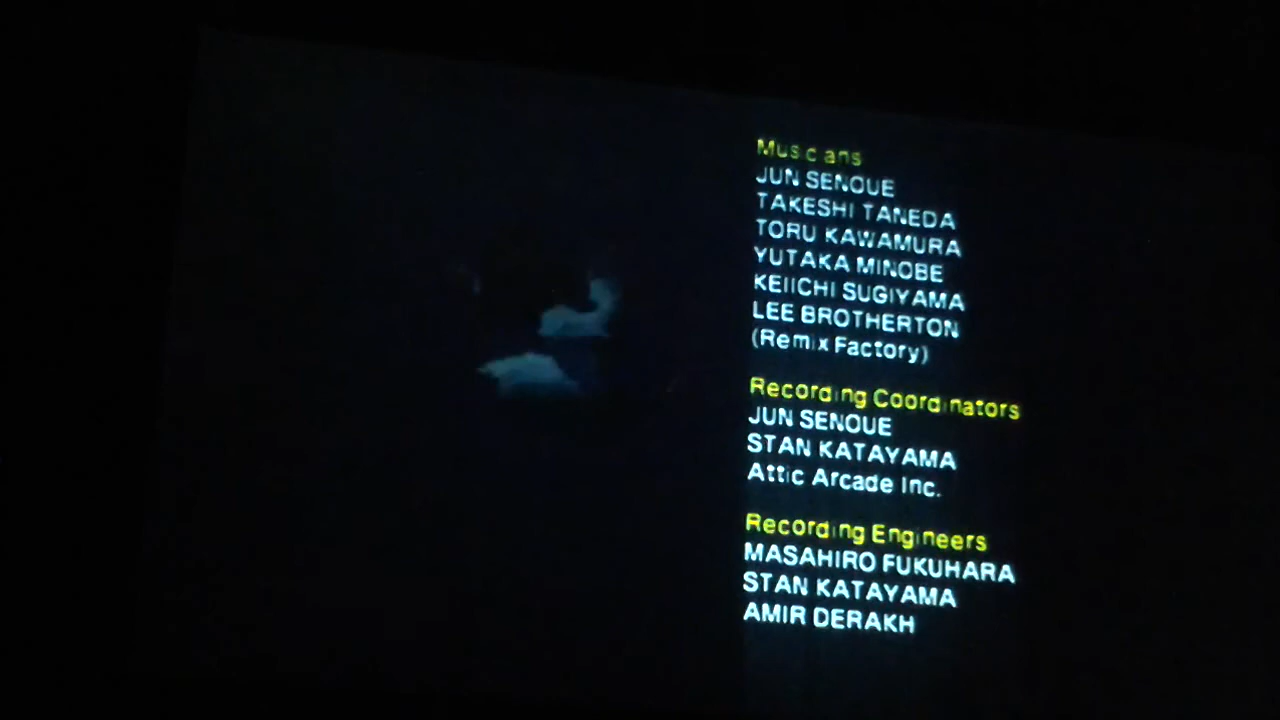 Musicians
JUN SENOUE
TAKESHI TANEDA
TORU KAWAMURA
YUTAKA MINOBE
KEIICHI SUGIYAMA
LEE BROTHERTON
(Remix Factory)
Recording Coordinators
JUN SENOUE
STAN KATAYAMA
Attic Arcade Inc.
Recording Engineers
MASAHIRO FUKUHARA
STAN KATAYAMA
AMIR DERAKH